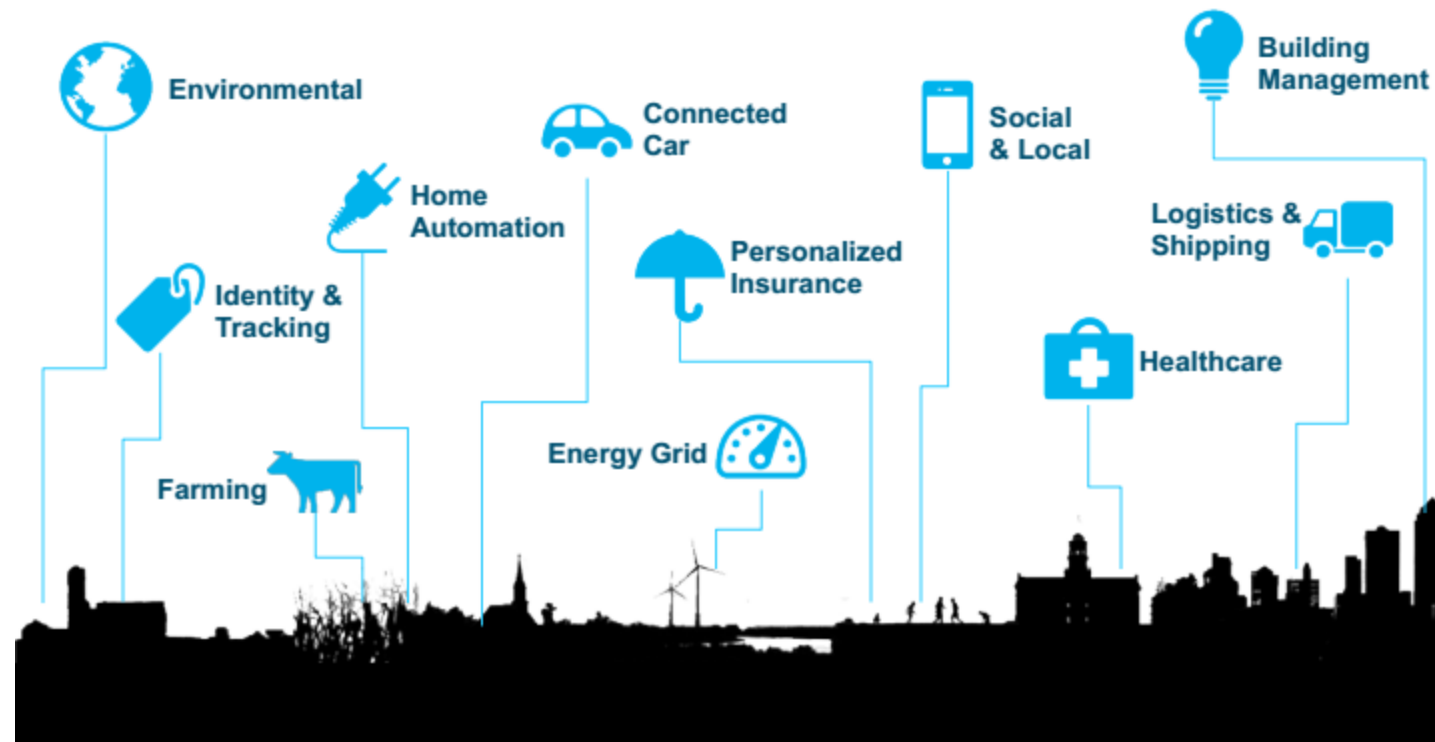 Environmental
Building
Management
Connected
Car
Social
& Local
Home
Automation
Logistics &
Shipping
Personalized
Insurance
Identity &
Tracking
Healthcare
Energy Grid
Farming